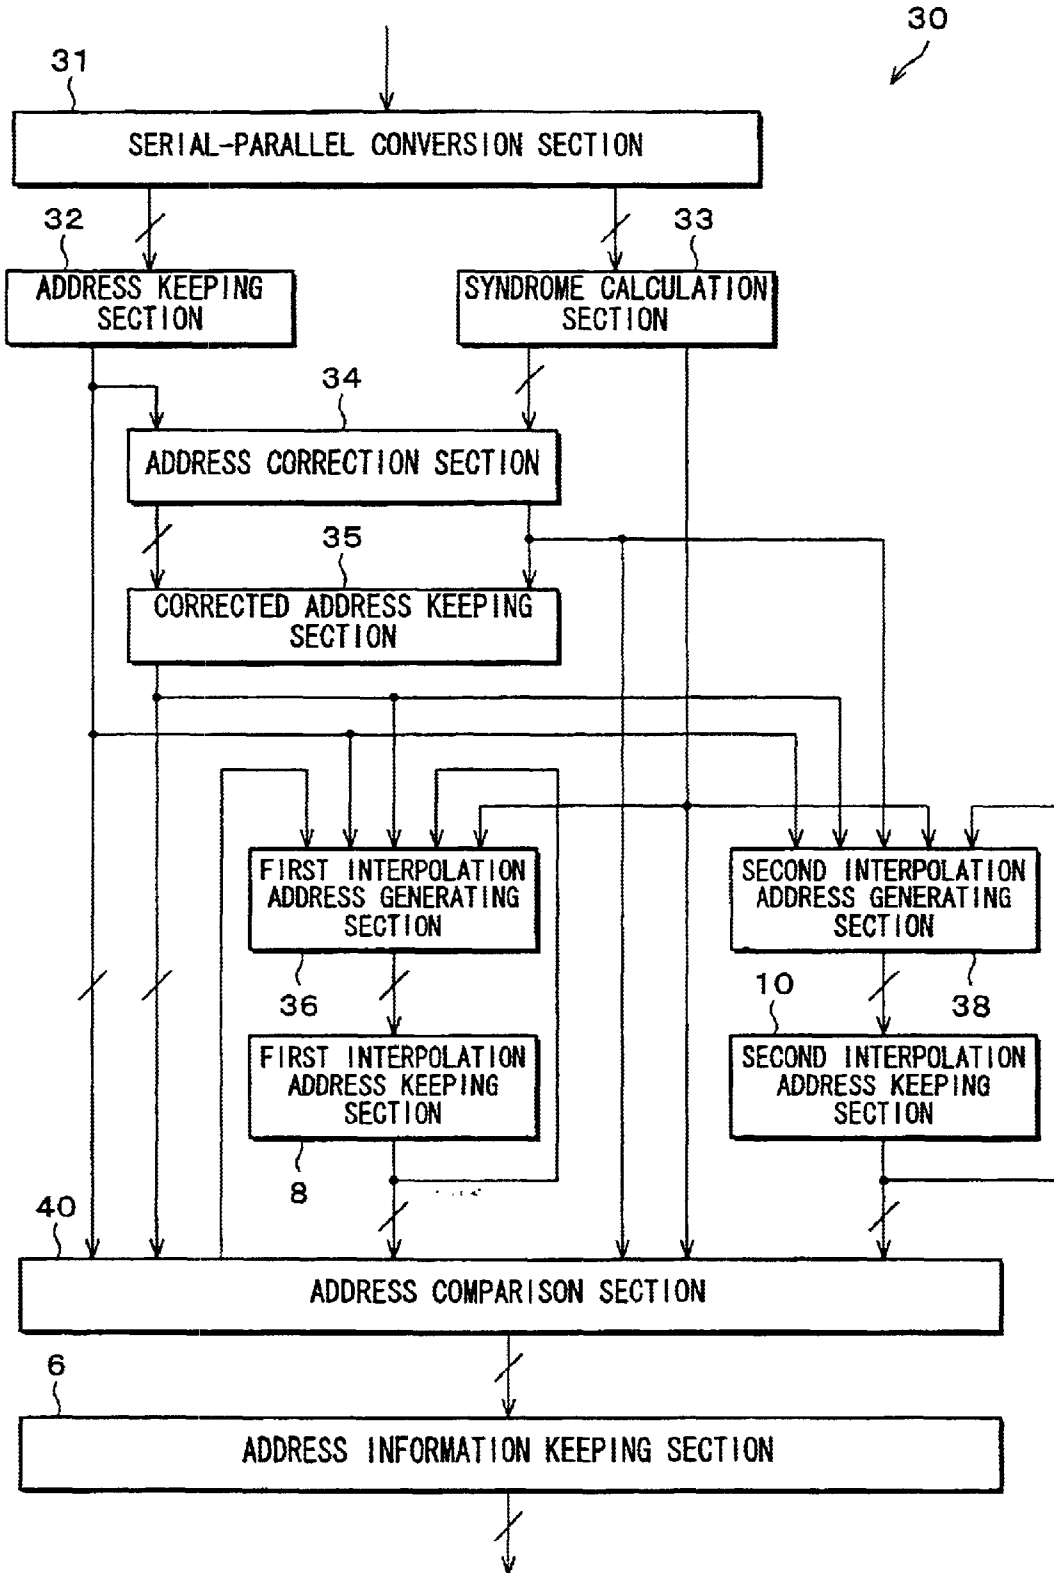 30
31
SERIAL-PARALLEL CONVERSION SECTION
32
33
ADDRESS KEEPING
SECTION
SYNDROME CALCULATION
SECTION
34
ADDRESS CORRECTION SECTION
35
CORRECTED ADDRESS KEEPING
SECTION
FIRST INTERPOLATION
ADDRESS GENERATING
SECTION
SECOND INTERPOLATION
ADDRESS GENERATING
SECTION
36
10
38
FIRST INTERPOLATION
ADDRESS KEEPING
SECTION
SECOND INTERPOLATION
ADDRESS KEEPING
SECTION
8
40
ADDRESS COMPARISON SECTION
6
ADDRESS INFORMATION KEEPING SECTION